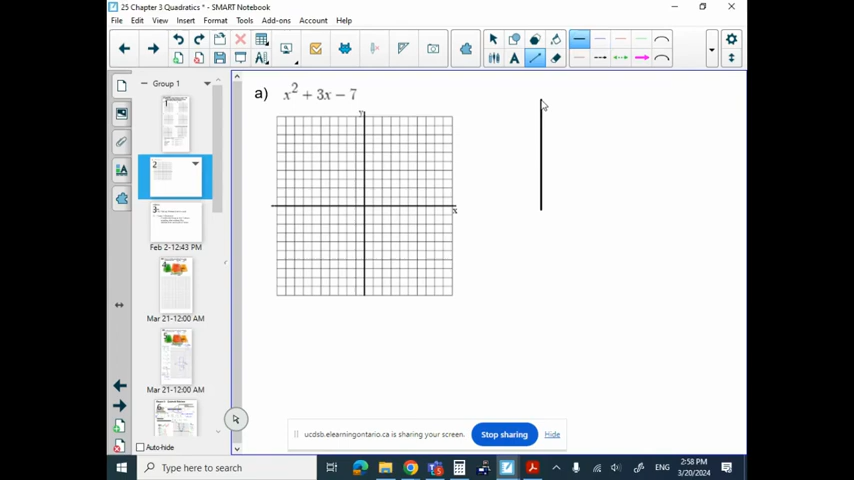 25 Chapter 3 Quadratics * - SMART Notebook
File Edit View Insert Format Tools Add-ons Account Help
Group 1
a) x² + 3x − 7
y
x
1
2
3
Feb 2-12:43 PM
4
Mar 21-12:00 AM
5
Mar 21-12:00 AM
6
Auto-hide
ucdsb.elearningontario.ca is sharing your screen.
Stop sharing
Hide
Type here to search
ENG
2:58 PM
3/20/2024